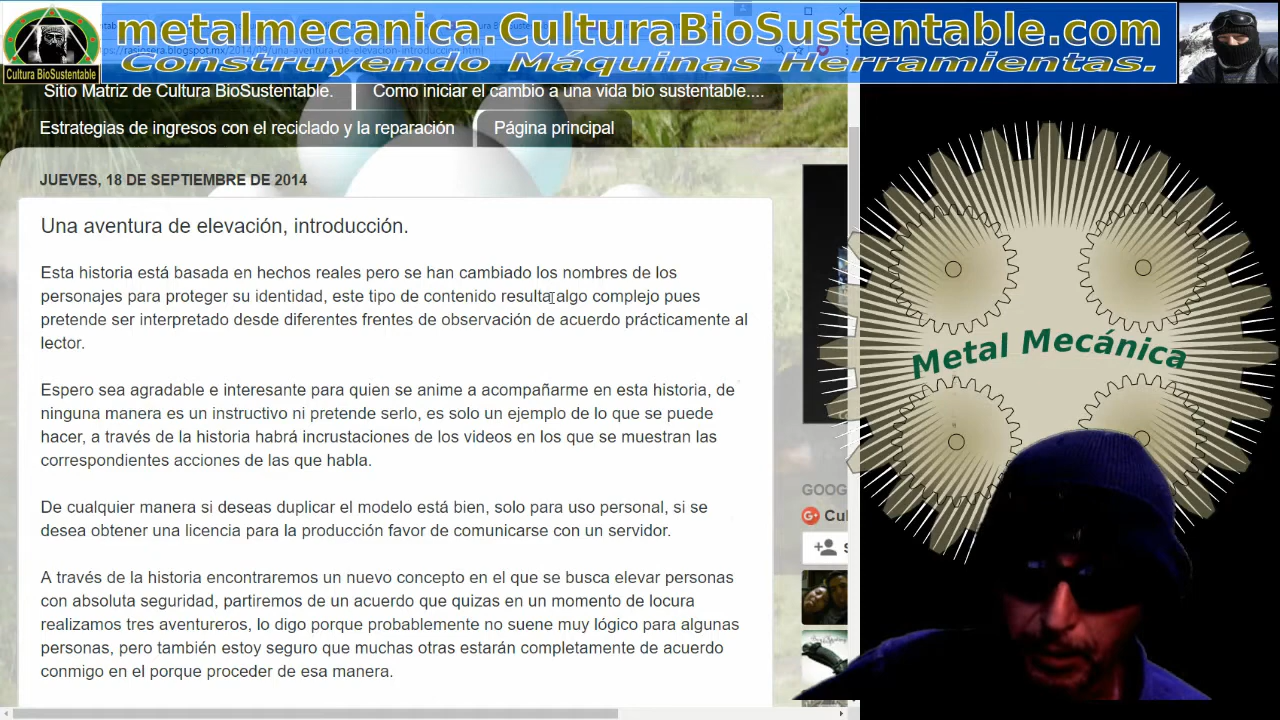 metalmecanica.CulturaBioSustentable.com
Construyendo Máquinas Herramientas.
Cultura BioSustentable
Sitio Matriz de Cultura BioSustentable.
Como iniciar el cambio a una vida bio sustentable....
Estrategias de ingresos con el reciclado y la reparación
Página principal
JUEVES, 18 DE SEPTIEMBRE DE 2014
Una aventura de elevación, introducción.
Esta historia está basada en hechos reales pero se han cambiado los nombres de los
personajes para proteger su identidad, este tipo de contenido resulta algo complejo pues
pretende ser interpretado desde diferentes frentes de observación de acuerdo prácticamente al
lector.
Espero sea agradable e interesante para quien se anime a acompañarme en esta historia, de
ninguna manera es un instructivo ni pretende serlo, es solo un ejemplo de lo que se puede
hacer, a través de la historia habrá incrustaciones de los videos en los que se muestran las
correspondientes acciones de las que habla.
De cualquier manera si deseas duplicar el modelo está bien, solo para uso personal, si se
desea obtener una licencia para la producción favor de comunicarse con un servidor.
A través de la historia encontraremos un nuevo concepto en el que se busca elevar personas
con absoluta seguridad, partiremos de un acuerdo que quizas en un momento de locura
realizamos tres aventureros, lo digo porque probablemente no suene muy lógico para algunas
personas, pero también estoy seguro que muchas otras estarán completamente de acuerdo
conmigo en el porque proceder de esa manera.
GOOG
G+ Cul
Metal Mecánica